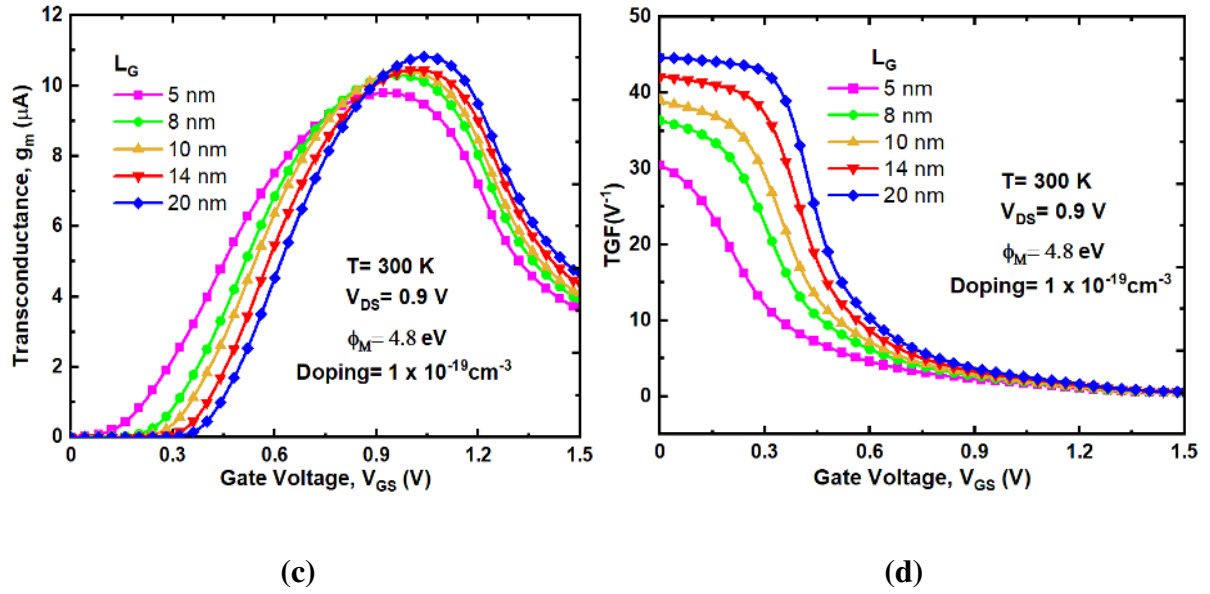 Transconductance, gm (µA)
12
10
8
6
4
2
0
LG
5 nm
8 nm
10 nm
14 nm
20 nm
T= 300 K
VDS= 0.9 V
ϕM= 4.8 eV
Doping= 1 x 10-19cm-3
0 0.3 0.6 0.9 1.2 1.5
Gate Voltage, VGS (V)
(c)
TGF(V-1)
50
40
30
20
10
0
LG
5 nm
8 nm
10 nm
14 nm
20 nm
T= 300 K
VDS= 0.9 V
ϕM= 4.8 eV
Doping= 1 x 10-19cm-3
0.0 0.3 0.6 0.9 1.2 1.5
Gate Voltage, VGS (V)
(d)